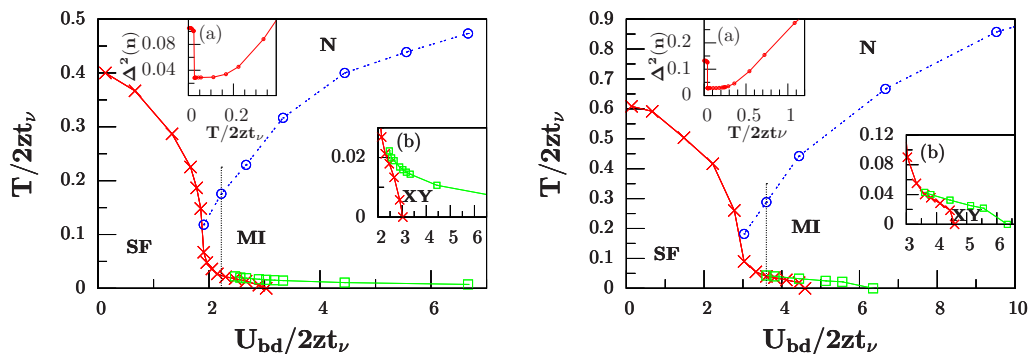 0.5
0.4
0.3
0.2
0.1
0
0
2
4
6
T/2zt_ν
U_bd/2zt_ν
SF
MI
N
(a)
0.08
0.04
Δ²(n)
0
0.2
T/2zt_ν
(b)
0.02
0
XY
2
3
4
5
6
0.9
0.8
0.7
0.6
0.5
0.4
0.3
0.2
0.1
0
0
2
4
6
8
10
T/2zt_ν
U_bd/2zt_ν
SF
MI
N
(a)
0.2
0.1
0
Δ²(n)
0
0.5
1
T/2zt_ν
(b)
0.12
0.08
0.04
0
XY
3
4
5
6